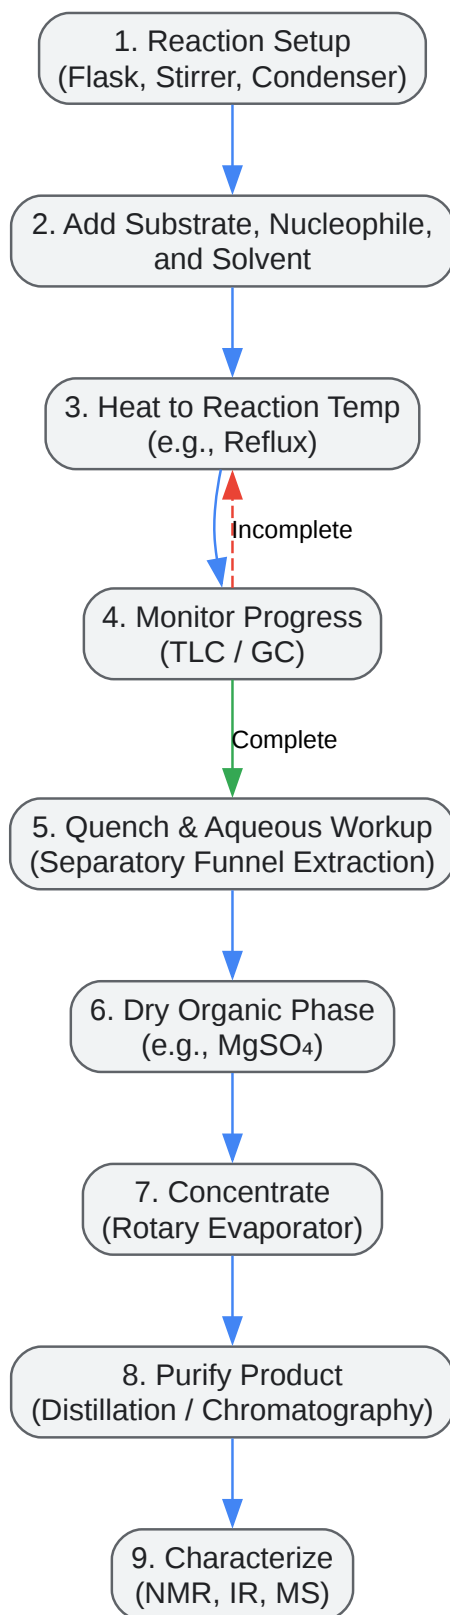 1. Reaction Setup
(Flask, Stirrer, Condenser)
2. Add Substrate, Nucleophile,
and Solvent
3. Heat to Reaction Temp
(e.g., Reflux)
Incomplete
4. Monitor Progress
(TLC / GC)
Complete
5. Quench & Aqueous Workup
(Separatory Funnel Extraction)
6. Dry Organic Phase
(e.g., MgSO₄)
7. Concentrate
(Rotary Evaporator)
8. Purify Product
(Distillation / Chromatography)
9. Characterize
(NMR, IR, MS)